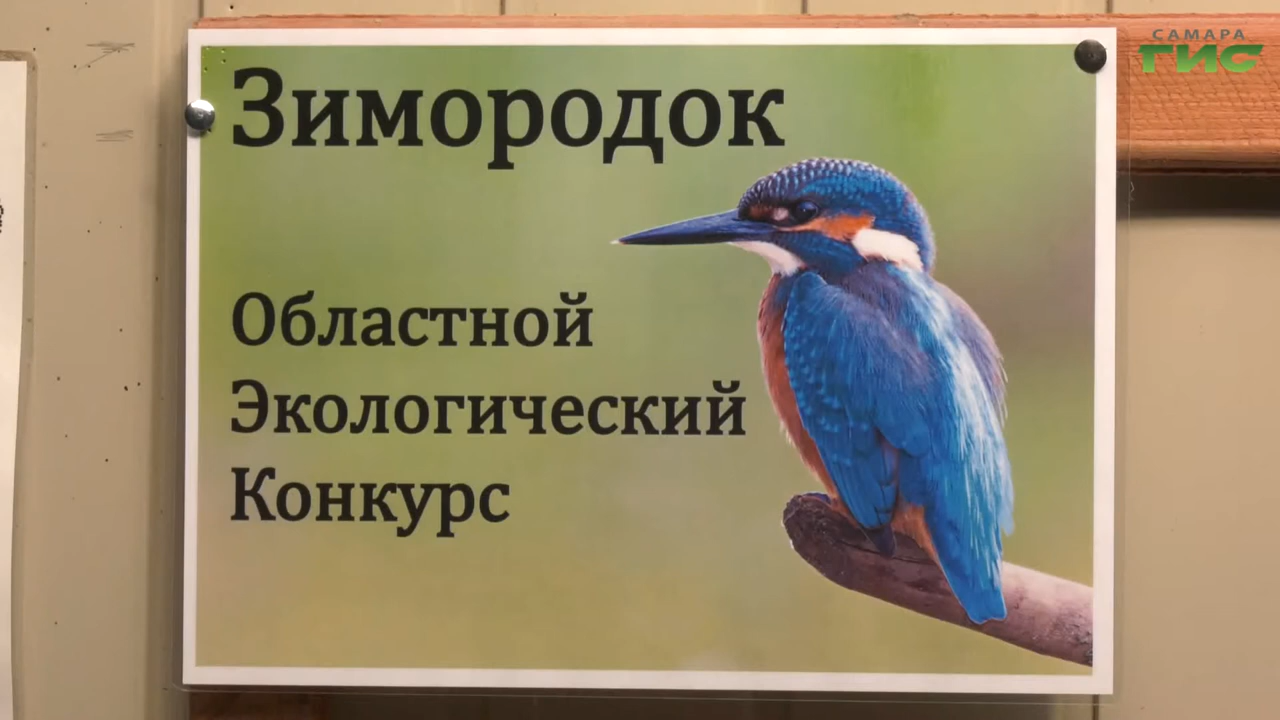 САМАРА
ГИС
Зимородок
Областной
Экологический
Конкурс